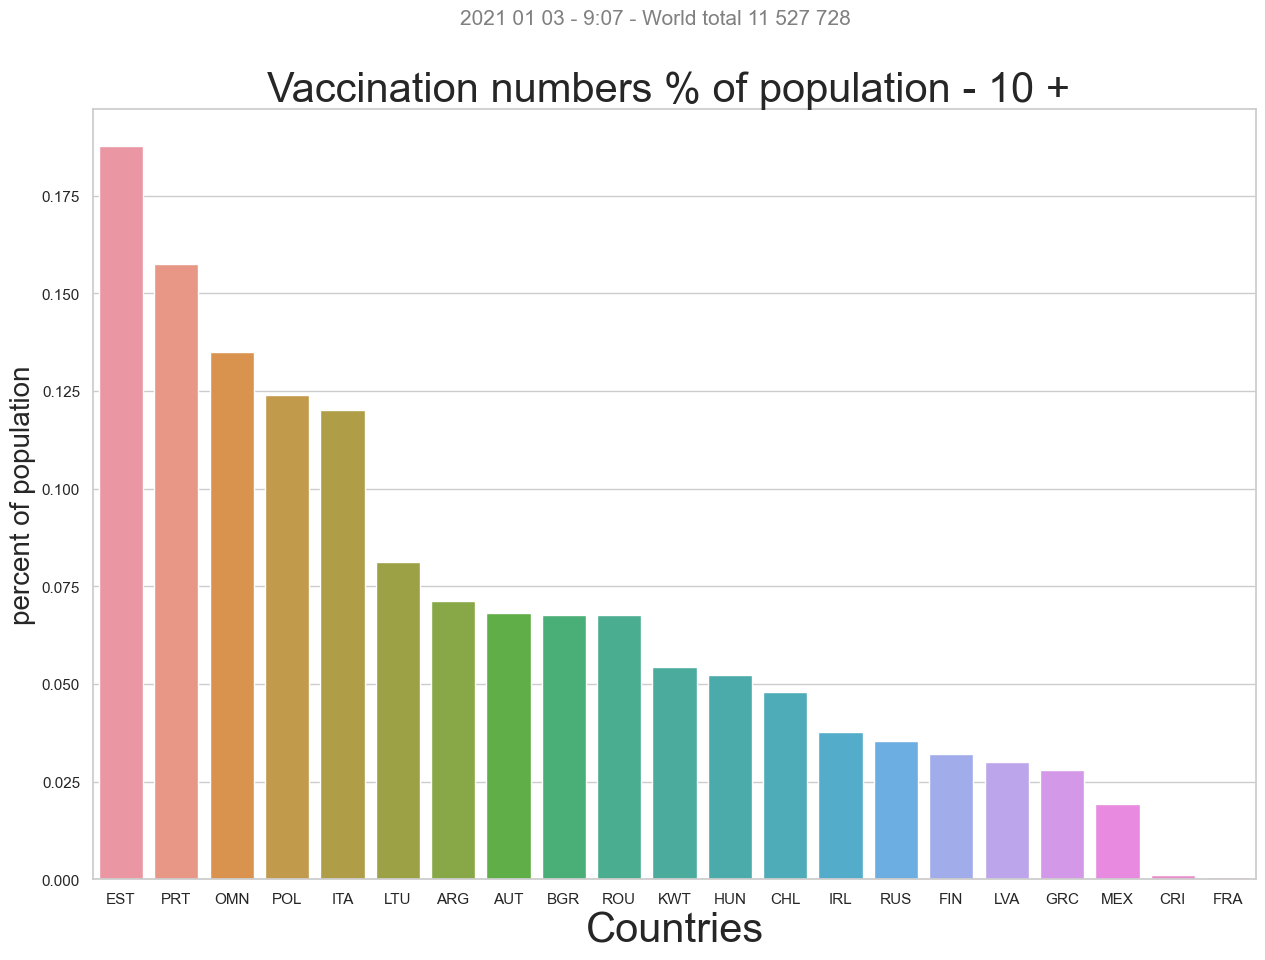 2021 01 03 - 9:07 - World total 11 527 728
Vaccination numbers % of population - 10 +
percent of population
0.175
0.150
0.125
0.100
0.075
0.050
0.025
0.000
EST PRT OMN POL ITA LTU ARG AUT BGR ROU KWT HUN CHL IRL RUS FIN LVA GRC MEX CRI FRA
Countries